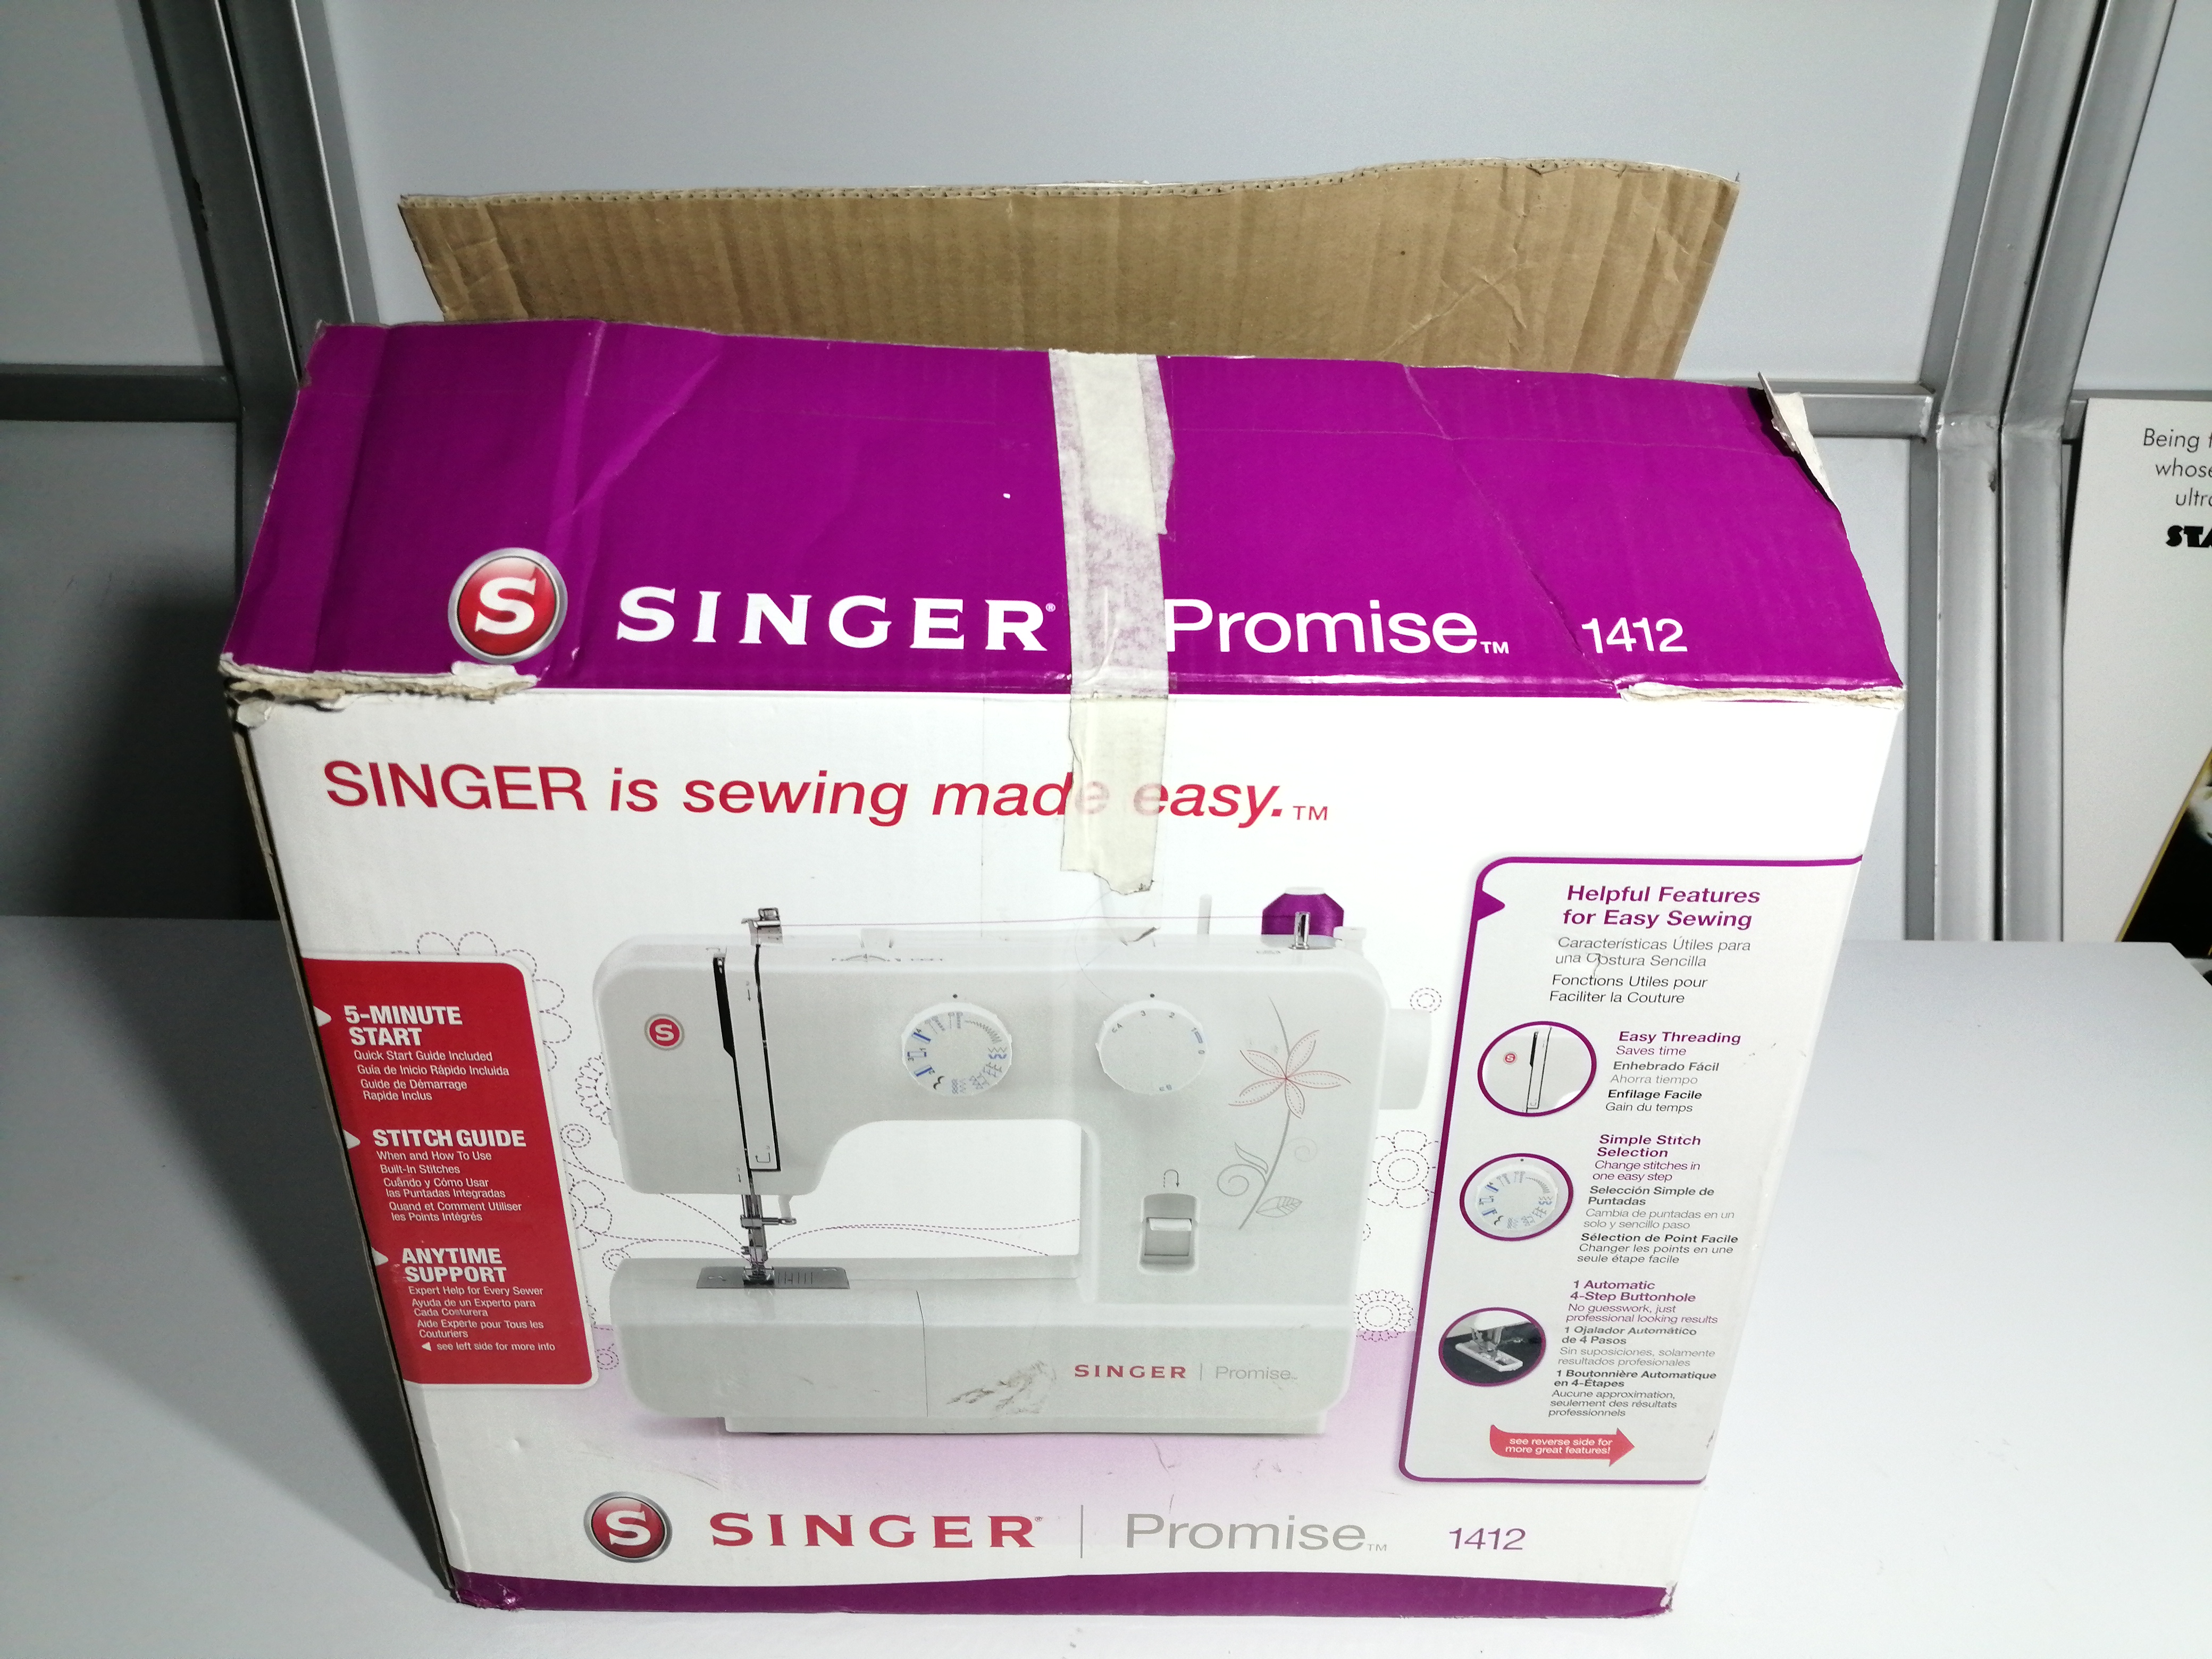 S SINGER® Promise™ 1412
SINGER is sewing made easy.™
5-MINUTE
START
Quick Start Guide Included
Guía de Inicio Rápido Incluida
Guide de Démarrage
Rapide Inclus
STITCH GUIDE
When and How To Use
Built-In Stitches
Cuándo y Cómo Usar
las Puntadas Integradas
Quand et Comment Utiliser
les Points Intégrés
ANYTIME
SUPPORT
Expert Help for Every Sewer
Ayuda de un Experto para
Cada Costurera
Aide Experte pour Tous les
Couturiers
see left side for more info
S
SINGER | Promise™
Helpful Features
for Easy Sewing
Características Útiles para
una Costura Sencilla
Fonctions Utiles pour
Faciliter la Couture
Easy Threading
Saves time
Enhebrado Fácil
Ahorra tiempo
Enfilage Facile
Gain du temps
Simple Stitch
Selection
Change stitches in
one easy step
Selección Simple de
Puntadas
Cambia de puntadas en un
solo y sencillo paso
Sélection de Point Facile
Changer les points en une
seule étape facile
1 Automatic
4-Step Buttonhole
No guesswork, just
professional looking results
1 Ojalador Automático
de 4 Pasos
Sin suposiciones, solamente
resultados profesionales
1 Boutonnière Automatique
en 4-Étapes
Aucune approximation,
seulement des résultats
professionnels
see reverse side for
more great features!
S SINGER® | Promise™ 1412
Being
whose